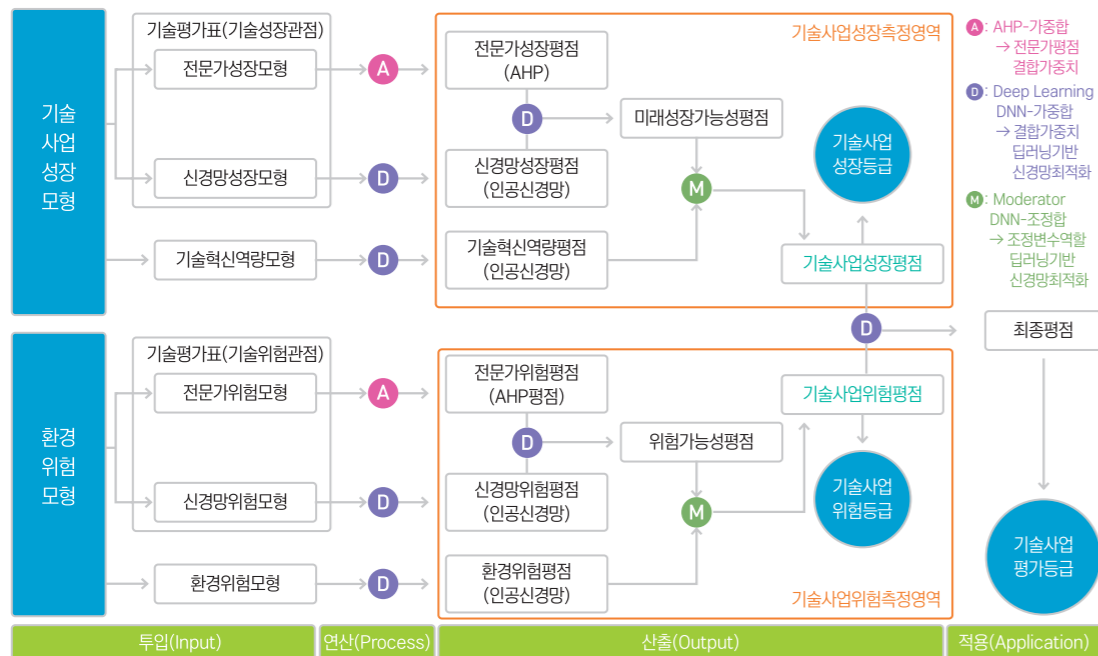 기술
사업
성장
모형
기술평가표(기술성장관점)
전문가성장모형
신경망성장모형
기술혁신역량모형
A
D
D
기술사업성장측정영역
전문가성장평점
(AHP)
D
신경망성장평점
(인공신경망)
기술혁신역량평점
(인공신경망)
미래성장가능성평점
M
기술사업
성장등급
기술사업성장평점
A: AHP-가중합
→ 전문가평점
결합가중치
D: Deep Learning
DNN-가중합
→ 결합가중치
딥러닝기반
신경망최적화
M: Moderator
DNN-조정합
→ 조정변수역할
딥러닝기반
신경망최적화
D
최종평점
환경
위험
모형
기술평가표(기술위험관점)
전문가위험모형
신경망위험모형
환경위험모형
A
D
D
전문가위험평점
(AHP평점)
D
신경망위험평점
(인공신경망)
환경위험평점
(인공신경망)
위험가능성평점
M
기술사업위험평점
기술사업
위험등급
기술사업위험측정영역
기술사업
평가등급
투입(Input)
연산(Process)
산출(Output)
적용(Application)